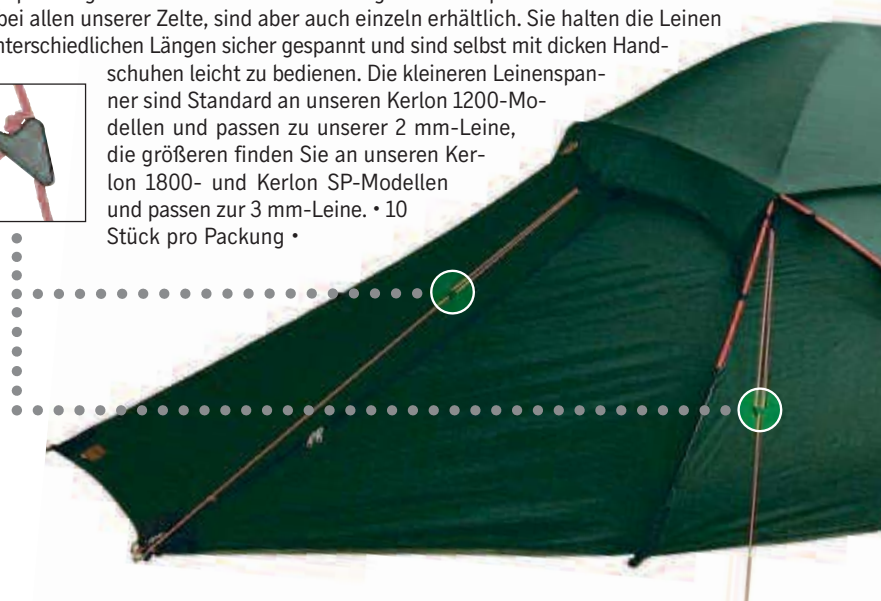 bei allen unserer Zelte, sind aber auch einzeln erhältlich. Sie halten die Leinen
nterschiedlichen Längen sicher gespannt und sind selbst mit dicken Hand-
schuhen leicht zu bedienen. Die kleineren Leinenspan-
ner sind Standard an unseren Kerlon 1200-Mo-
dellen und passen zu unserer 2 mm-Leine,
die größeren finden Sie an unseren Ker-
lon 1800- und Kerlon SP-Modellen
und passen zur 3 mm-Leine. • 10
Stück pro Packung •